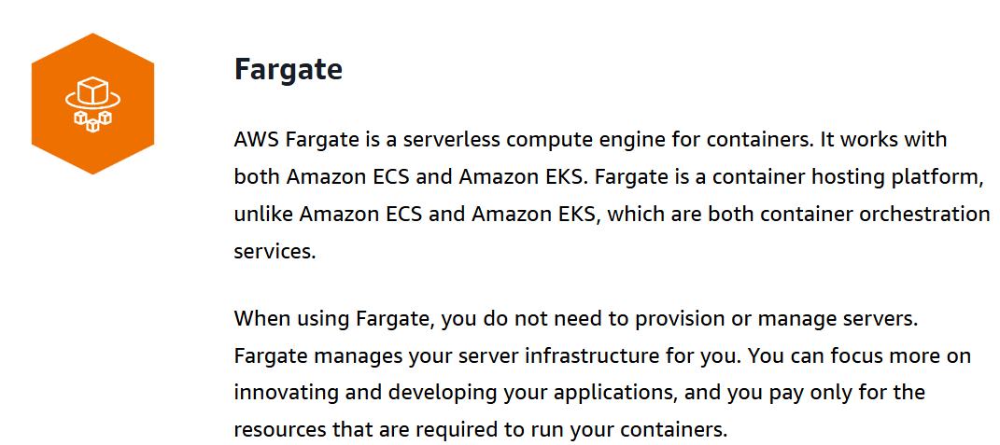 Fargate
AWS Fargate is a serverless compute engine for containers. It works with
both Amazon ECS and Amazon EKS. Fargate is a container hosting platform,
unlike Amazon ECS and Amazon EKS, which are both container orchestration
services.
When using Fargate, you do not need to provision or manage servers.
Fargate manages your server infrastructure for you. You can focus more on
innovating and developing your applications, and you pay only for the
resources that are required to run your containers.